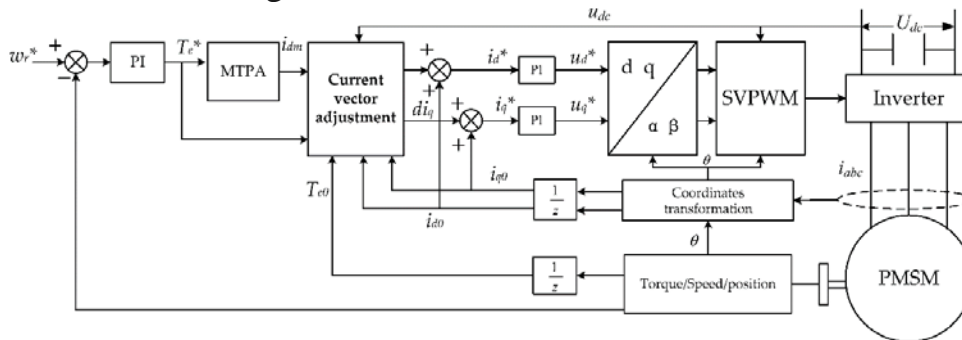 u_dc
U_dc
w_r*
+
−
PI
T_e*
MTPA
i_dm
Current
vector
adjustment
+
+
di_q
+
+
i_d*
i_q*
PI
PI
u_d*
u_q*
d q
α β
SVPWM
Inverter
θ
i_abc
T_e0
i_q0
i_d0
1
z
Coordinates
transformation
θ
1
z
Torque/Speed/position
PMSM